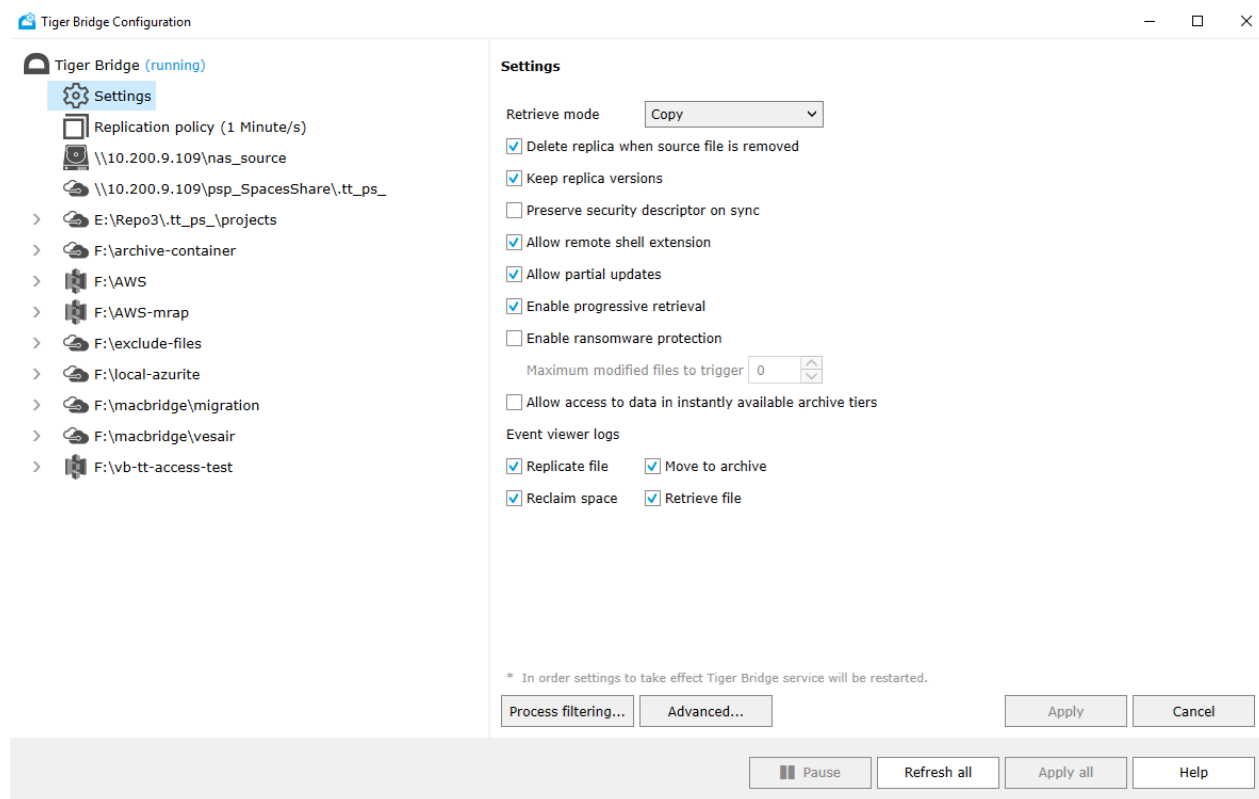 Tiger Bridge Configuration
Tiger Bridge (running)
Settings
Replication policy (1 Minute/s)
\\10.200.9.109\nas_source
\\10.200.9.109\psp_SpacesShare\.tt_ps_
E:\Repo3\.tt_ps_\projects
F:\archive-container
F:\AWS
F:\AWS-mrap
F:\exclude-files
F:\local-azurite
F:\macbridge\migration
F:\macbridge\vesair
F:\vb-tt-access-test
Settings
Retrieve mode Copy
Delete replica when source file is removed
Keep replica versions
Preserve security descriptor on sync
Allow remote shell extension
Allow partial updates
Enable progressive retrieval
Enable ransomware protection
Maximum modified files to trigger 0
Allow access to data in instantly available archive tiers
Event viewer logs
Replicate file Move to archive
Reclaim space Retrieve file
* In order settings to take effect Tiger Bridge service will be restarted.
Process filtering... Advanced... Apply Cancel
Pause Refresh all Apply all Help